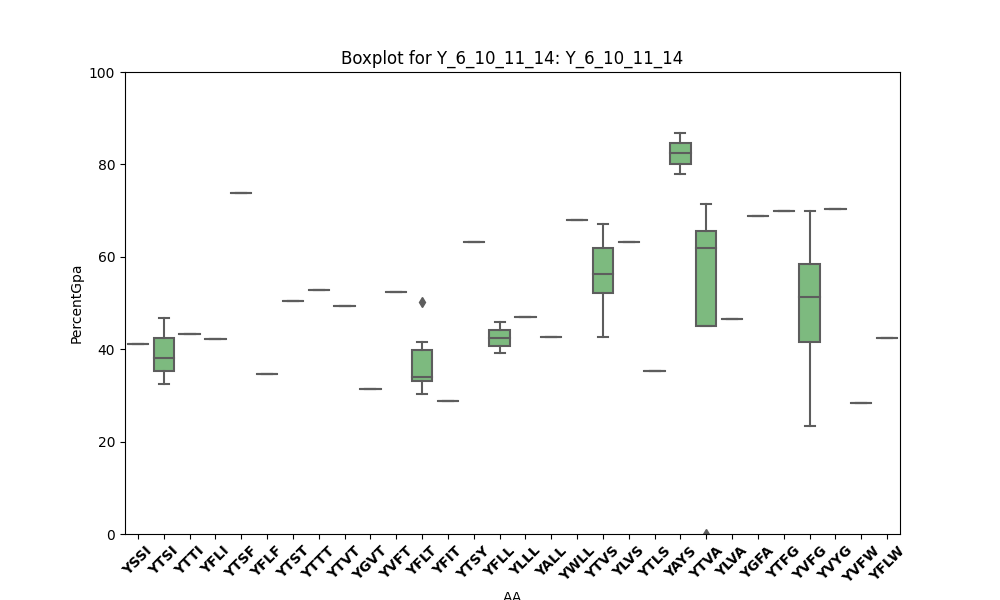 Boxplot for Y_6_10_11_14: Y_6_10_11_14
100
80
60
40
20
0
PercentGpa
YSSI YTSI YTTI YFLI YTSF YFLF YTST YTTT YTVT YGVT YVFT YFLT YFIT YTSY YFLL YLLL YALL YWLL YTVS YLVS YTLS YAYS YTVA YLVA YGFA YTFG YVFG YVYG YVFW YFLW
AA